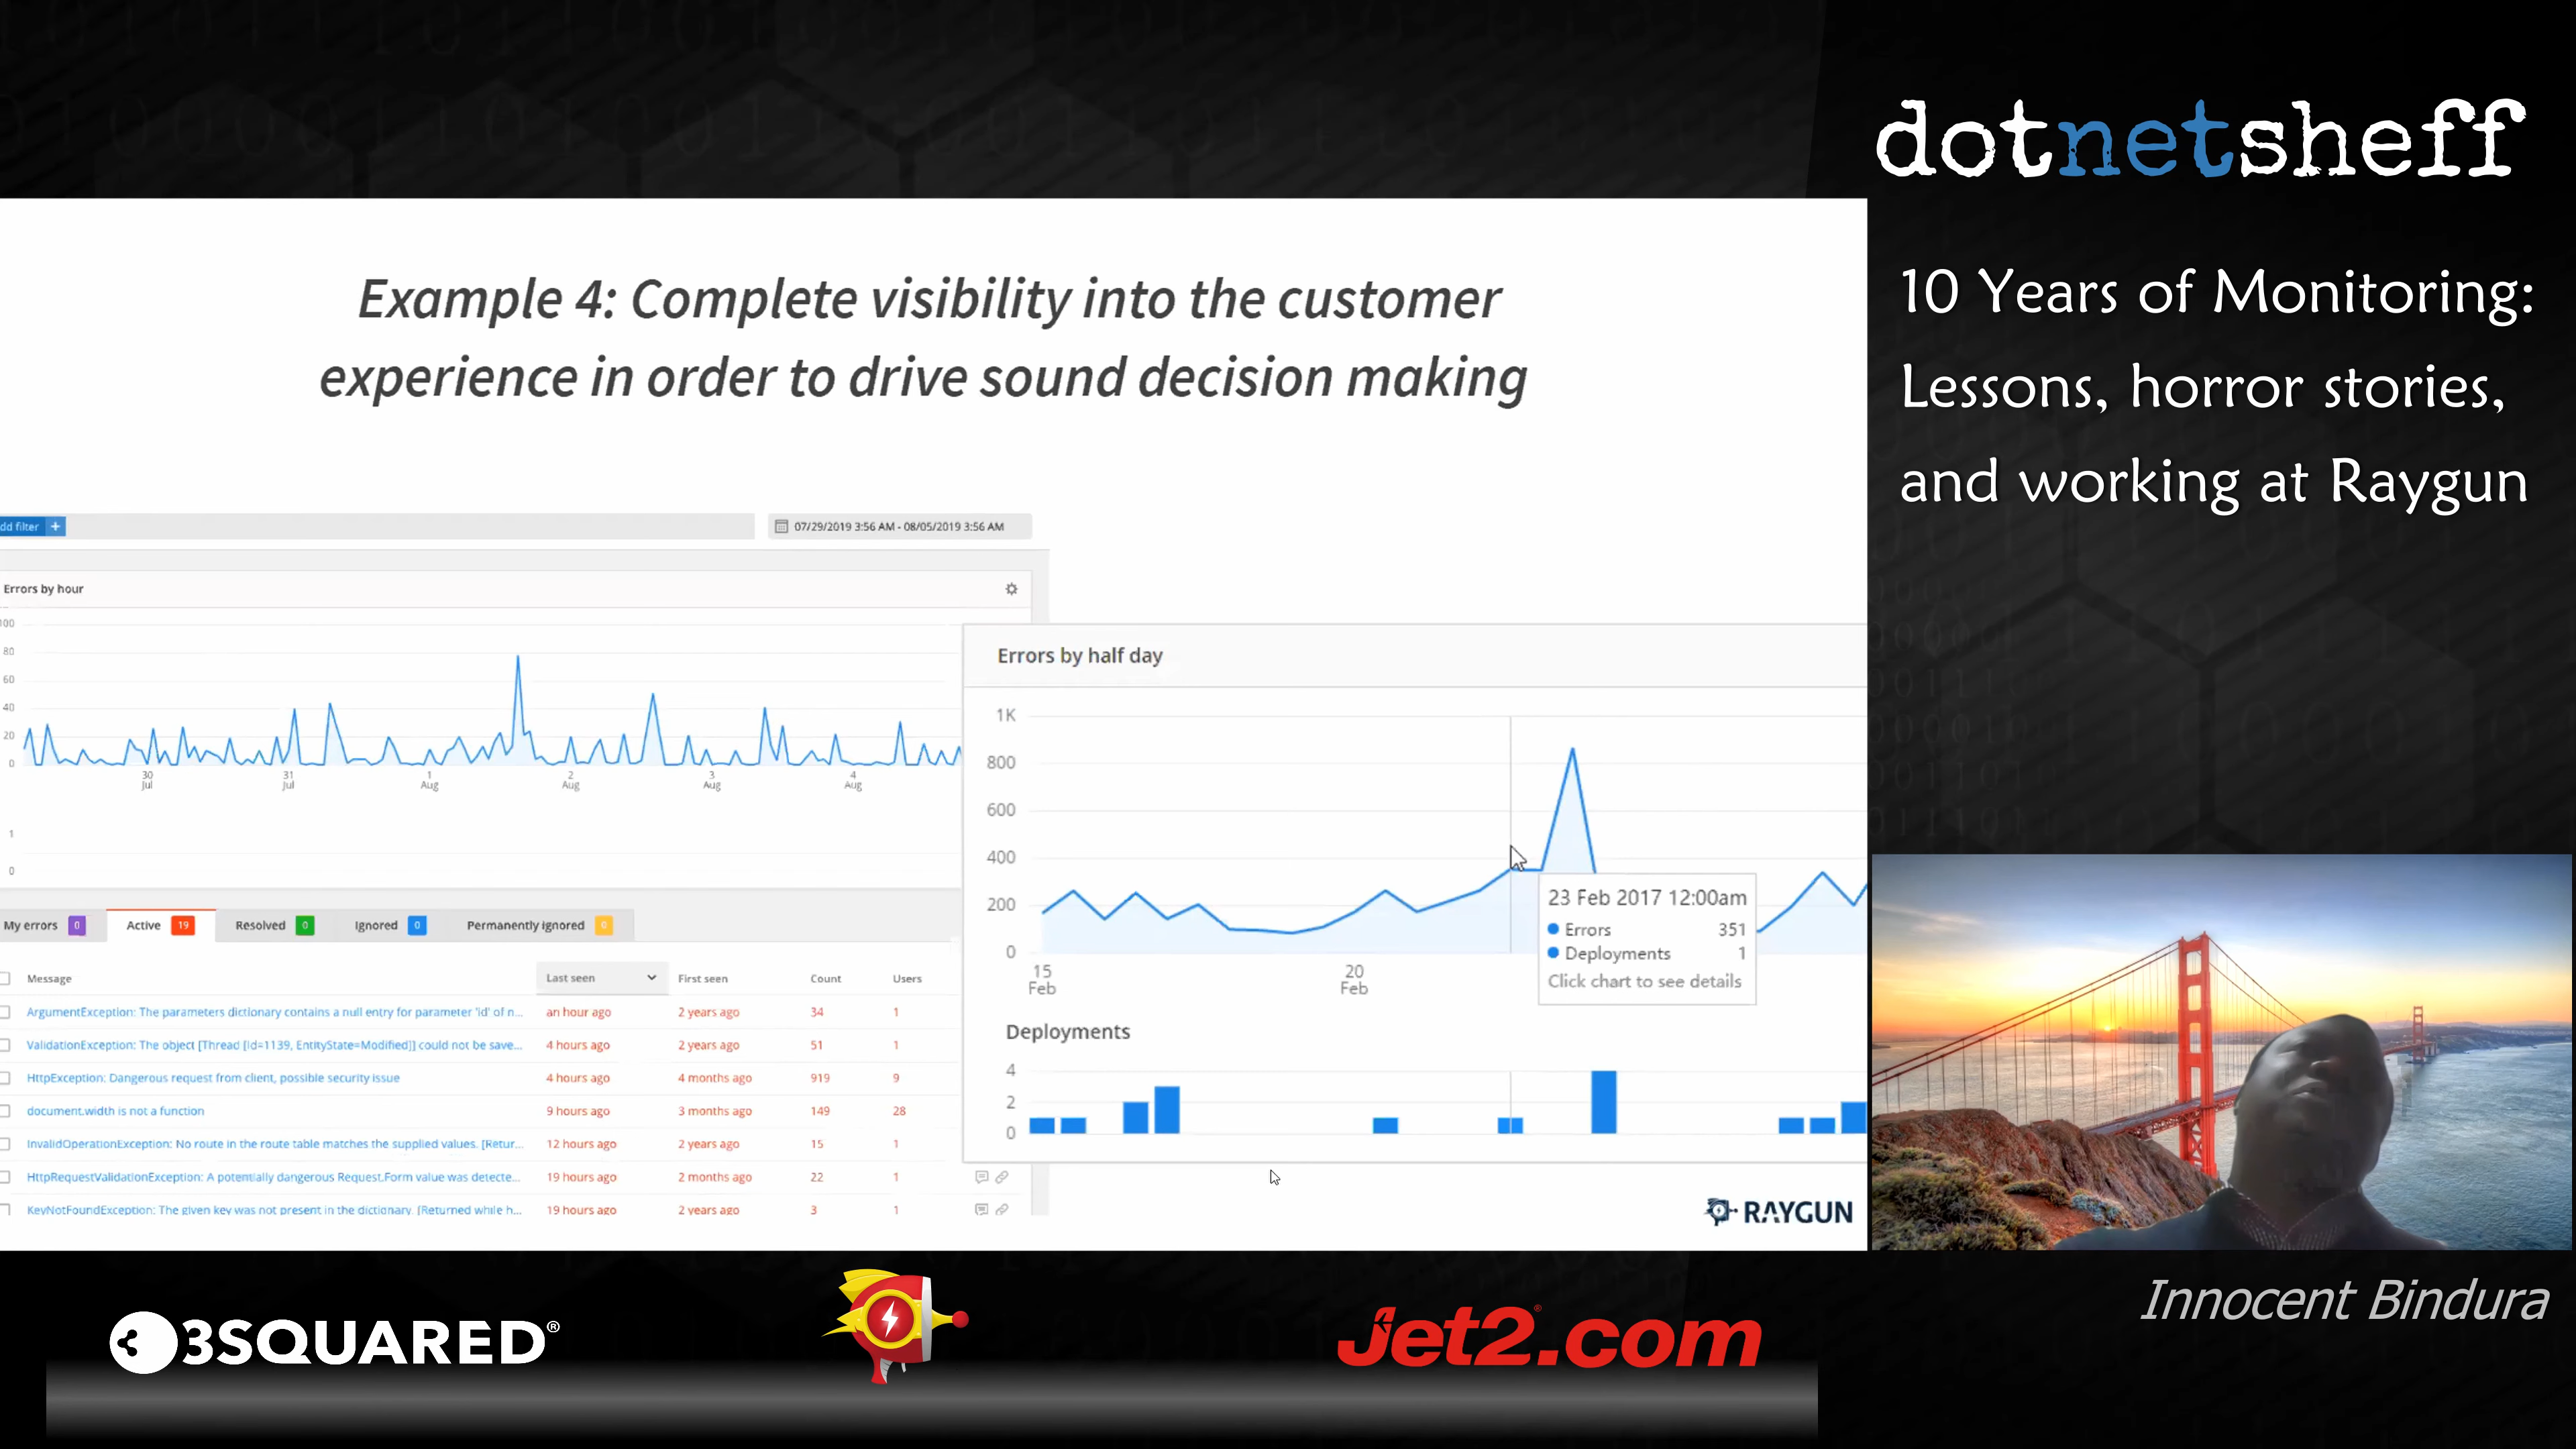 dotnetsheff
10 Years of Monitoring:
Lessons, horror stories,
and working at Raygun
Example 4: Complete visibility into the customer
experience in order to drive sound decision making
dd filter +
07/29/2019 3:56 AM - 08/05/2019 3:56 AM
Errors by hour
100
80
60
40
20
0
30 Jul
31 Jul
1 Aug
2 Aug
3 Aug
4 Aug
1
0
My errors 0
Active 19
Resolved 0
Ignored 0
Permanently ignored 0
Message Last seen First seen Count Users
ArgumentException: The parameters dictionary contains a null entry for parameter 'id' of n... an hour ago 2 years ago 34 1
ValidationException: The object [Thread [Id=1139, EntityState=Modified]] could not be save... 4 hours ago 2 years ago 51 1
HttpException: Dangerous request from client, possible security issue 4 hours ago 4 months ago 919 9
document.width is not a function 9 hours ago 3 months ago 149 28
InvalidOperationException: No route in the route table matches the supplied values. [Retur... 12 hours ago 2 years ago 15 1
HttpRequestValidationException: A potentially dangerous Request.Form value was detecte... 19 hours ago 2 months ago 22 1
KeyNotFoundException: The given key was not present in the dictionary. [Returned while h... 19 hours ago 2 years ago 3 1
Errors by half day
1K
800
600
400
200
0
15 Feb
20 Feb
23 Feb 2017 12:00am
Errors 351
Deployments 1
Click chart to see details
Deployments
4
2
0
RAYGUN
Innocent Bindura
3SQUARED®
Jet2.com®